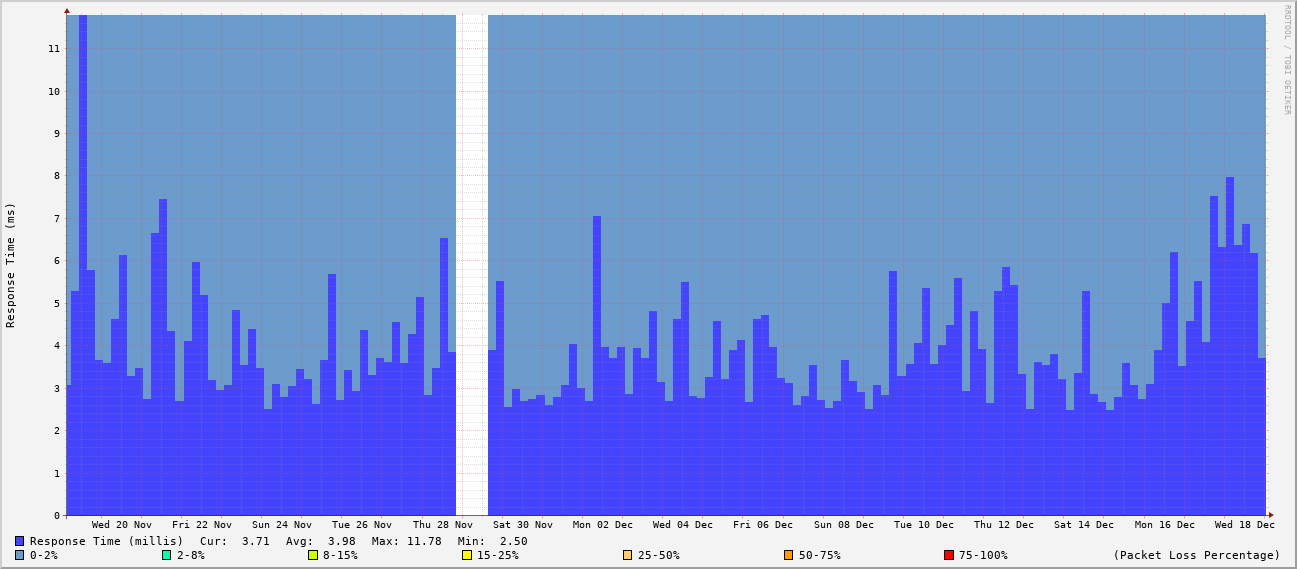 RRDTOOL / TOBI OETIKER
Response Time (ms)
11
10
9
8
7
6
5
4
3
2
1
0
Wed 20 Nov Fri 22 Nov Sun 24 Nov Tue 26 Nov Thu 28 Nov Sat 30 Nov Mon 02 Dec Wed 04 Dec Fri 06 Dec Sun 08 Dec Tue 10 Dec Thu 12 Dec Sat 14 Dec Mon 16 Dec Wed 18 Dec
Response Time (millis) Cur: 3.71 Avg: 3.98 Max: 11.78 Min: 2.50
0-2% 2-8% 8-15% 15-25% 25-50% 50-75% 75-100% (Packet Loss Percentage)